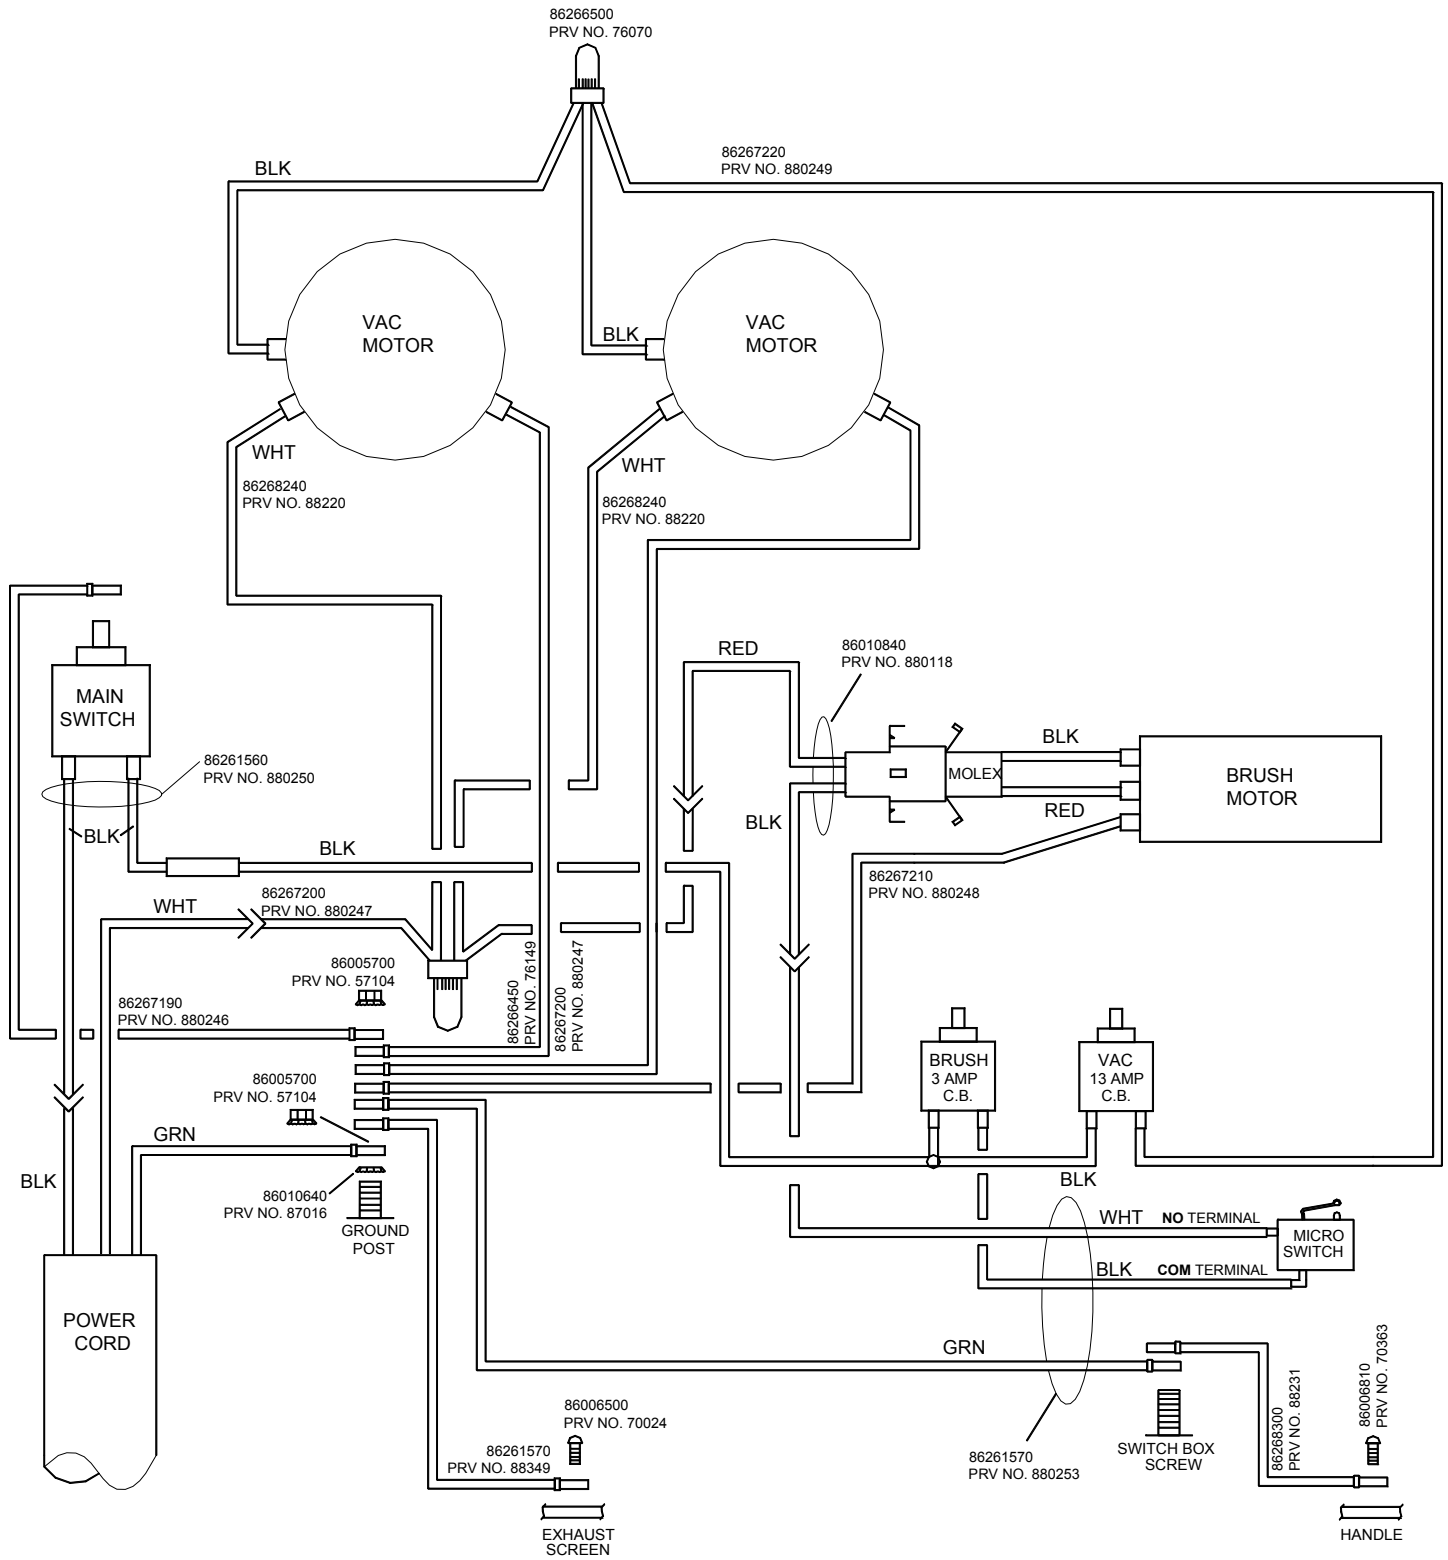 86266500
PRV NO. 76070
BLK
86267220
PRV NO. 880249
VAC
MOTOR
BLK
VAC
MOTOR
WHT
86268240
PRV NO. 88220
WHT
86268240
PRV NO. 88220
MAIN
SWITCH
86261560
PRV NO. 880250
BLK
BLK
RED
86010840
PRV NO. 880118
BLK
MOLEX
BLK
RED
BRUSH
MOTOR
86267210
PRV NO. 880248
WHT
86267200
PRV NO. 880247
86005700
PRV NO. 57104
86266450
PRV NO. 76149
86267200
PRV NO. 880247
86267190
PRV NO. 880246
86005700
PRV NO. 57104
GRN
BLK
86010640
PRV NO. 87016
GROUND
POST
BRUSH
3 AMP
C.B.
VAC
13 AMP
C.B.
BLK
WHT NO TERMINAL
BLK COM TERMINAL
MICRO
SWITCH
POWER
CORD
GRN
86006500
PRV NO. 70024
86261570
PRV NO. 88349
EXHAUST
SCREEN
86261570
PRV NO. 880253
SWITCH BOX
SCREW
86268300
PRV NO. 88231
86006810
PRV NO. 70363
HANDLE